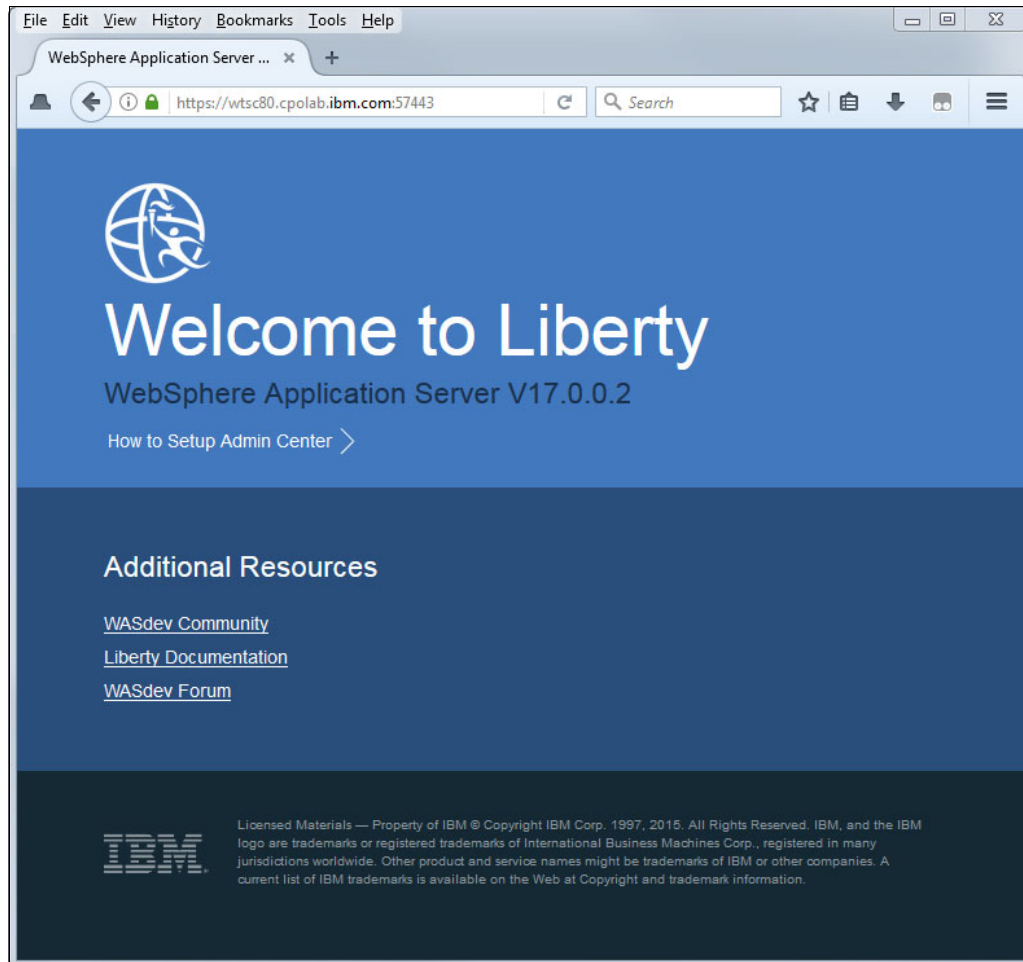 File Edit View History Bookmarks Tools Help
WebSphere Application Server ...
https://wtsc80.cpolab.ibm.com:57443
Search
Welcome to Liberty
WebSphere Application Server V17.0.0.2
How to Setup Admin Center
Additional Resources
WASdev Community
Liberty Documentation
WASdev Forum
IBM
Licensed Materials — Property of IBM © Copyright IBM Corp. 1997, 2015. All Rights Reserved. IBM, and the IBM
logo are trademarks or registered trademarks of International Business Machines Corp., registered in many
jurisdictions worldwide. Other product and service names might be trademarks of IBM or other companies. A
current list of IBM trademarks is available on the Web at Copyright and trademark information.